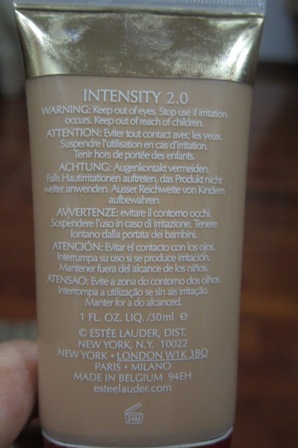 INTENSITY 2.0
WARNING: Keep out of eyes. Stop use if irritation
occurs. Keep out of reach of children.
ATTENTION: Eviter tout contact avec les yeux.
Suspendre l'utilisation en cas d'irritation.
Tenir hors de portée des enfants.
ACHTUNG: Augenkontakt vermeiden.
Falls Hautirritationen auftreten, das Produkt nicht
weiter anwenden. Ausser Reichweite von Kindern
aufbewahren.
AVVERTENZE: evitare il contorno occhi.
Sospendere l'uso in caso di irritazione. Tenere
lontano dalla portata dei bambini.
ATENCIÓN: Evitar el contacto con los ojos.
Interrumpa su uso si se produce irritación.
Mantener fuera del alcance de los niños.
ATENSAO: Evite a zona do contorno dos olhos.
Interrompa a utilização se sin ais irritação.
Manter for a do alcanced.
1 FL. OZ. LIQ. /30ml e
© ESTÉE LAUDER, DIST.
NEW YORK, N.Y. 10022
NEW YORK • LONDON W1K 3BQ
PARIS • MILANO
MADE IN BELGIUM 94EH
esteelauder.com
24M